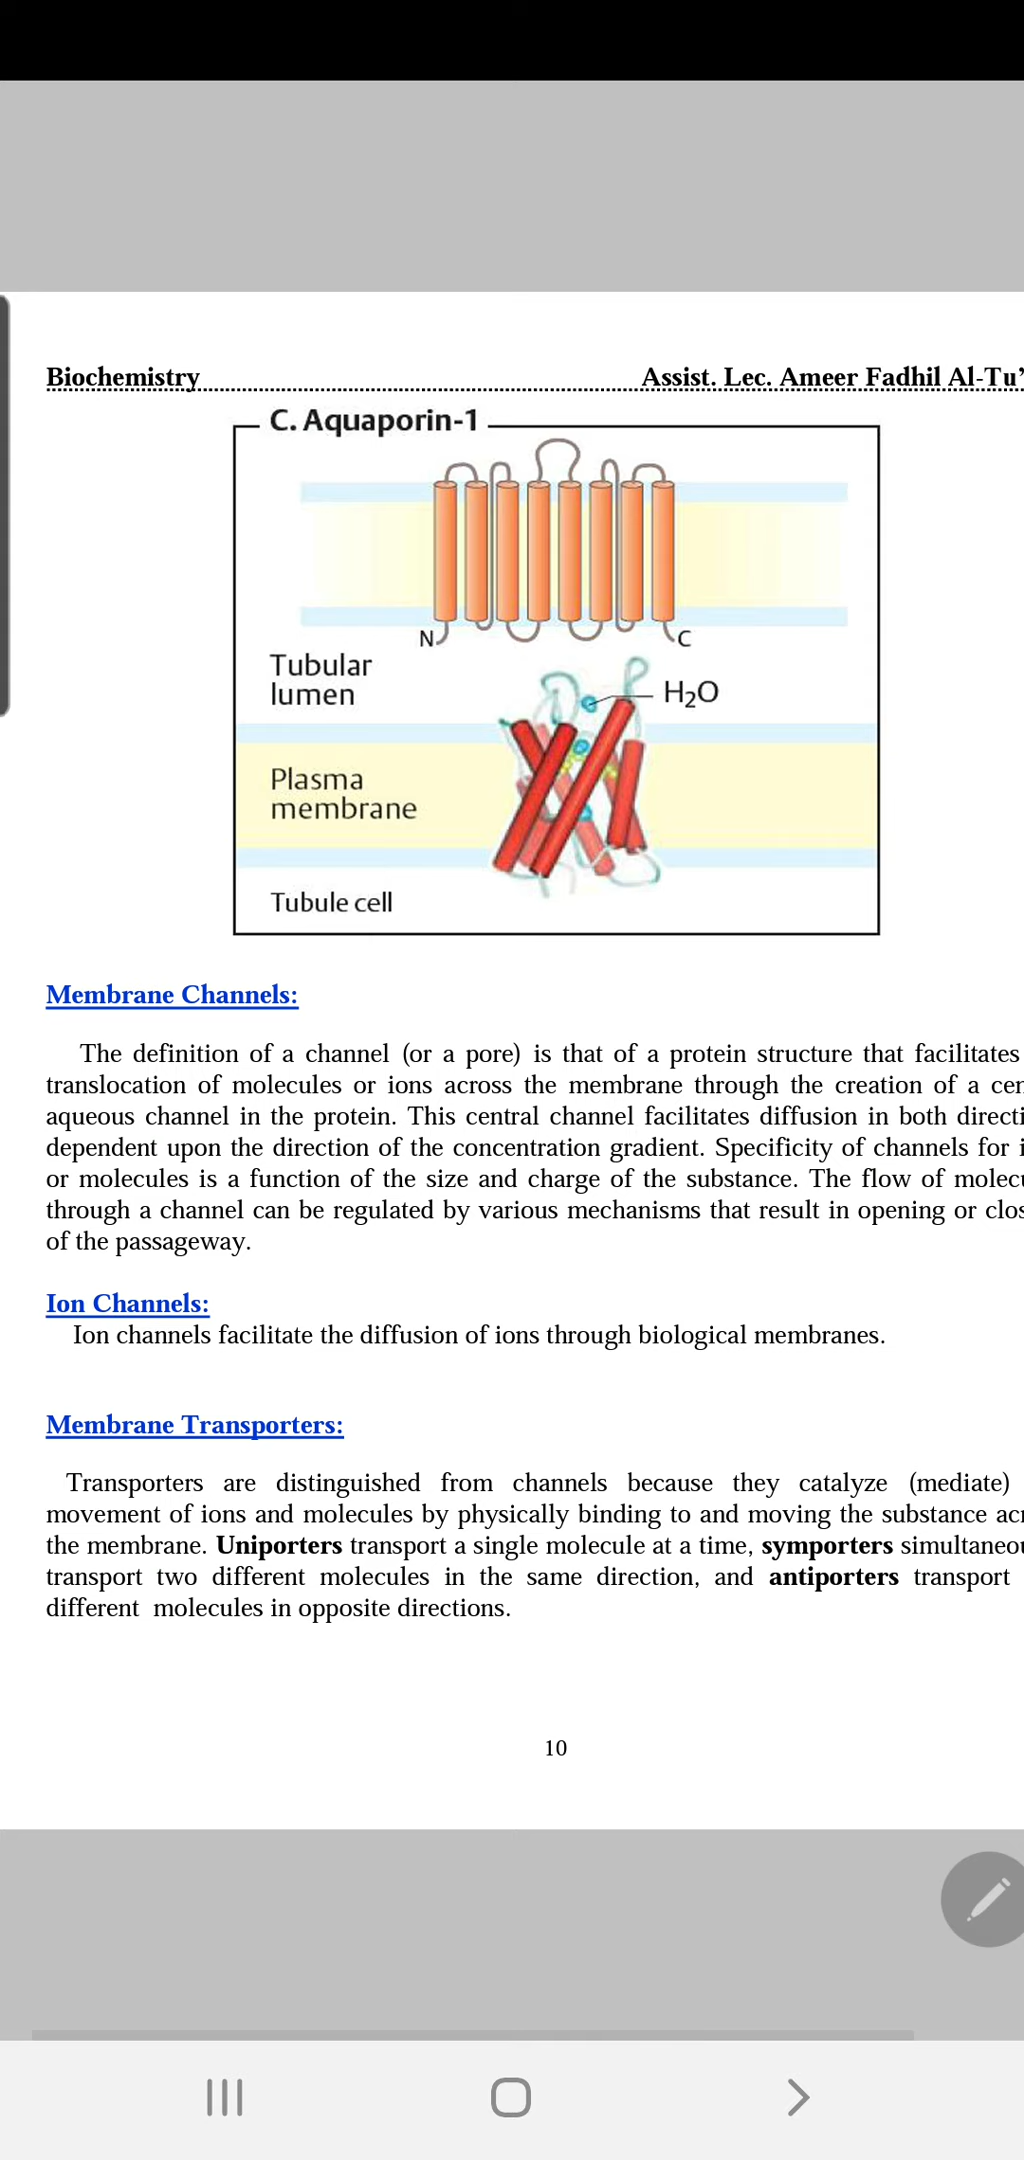 Biochemistry Assist. Lec. Ameer Fadhil Al-Tu’
C. Aquaporin-1
N
C
Tubular
lumen
H₂O
Plasma
membrane
Tubule cell
Membrane Channels:
The definition of a channel (or a pore) is that of a protein structure that facilitates
translocation of molecules or ions across the membrane through the creation of a cen
aqueous channel in the protein. This central channel facilitates diffusion in both directi
dependent upon the direction of the concentration gradient. Specificity of channels for i
or molecules is a function of the size and charge of the substance. The flow of molecu
through a channel can be regulated by various mechanisms that result in opening or clos
of the passageway.
Ion Channels:
Ion channels facilitate the diffusion of ions through biological membranes.
Membrane Transporters:
Transporters are distinguished from channels because they catalyze (mediate)
movement of ions and molecules by physically binding to and moving the substance acr
the membrane. Uniporters transport a single molecule at a time, symporters simultaneou
transport two different molecules in the same direction, and antiporters transport
different molecules in opposite directions.
10